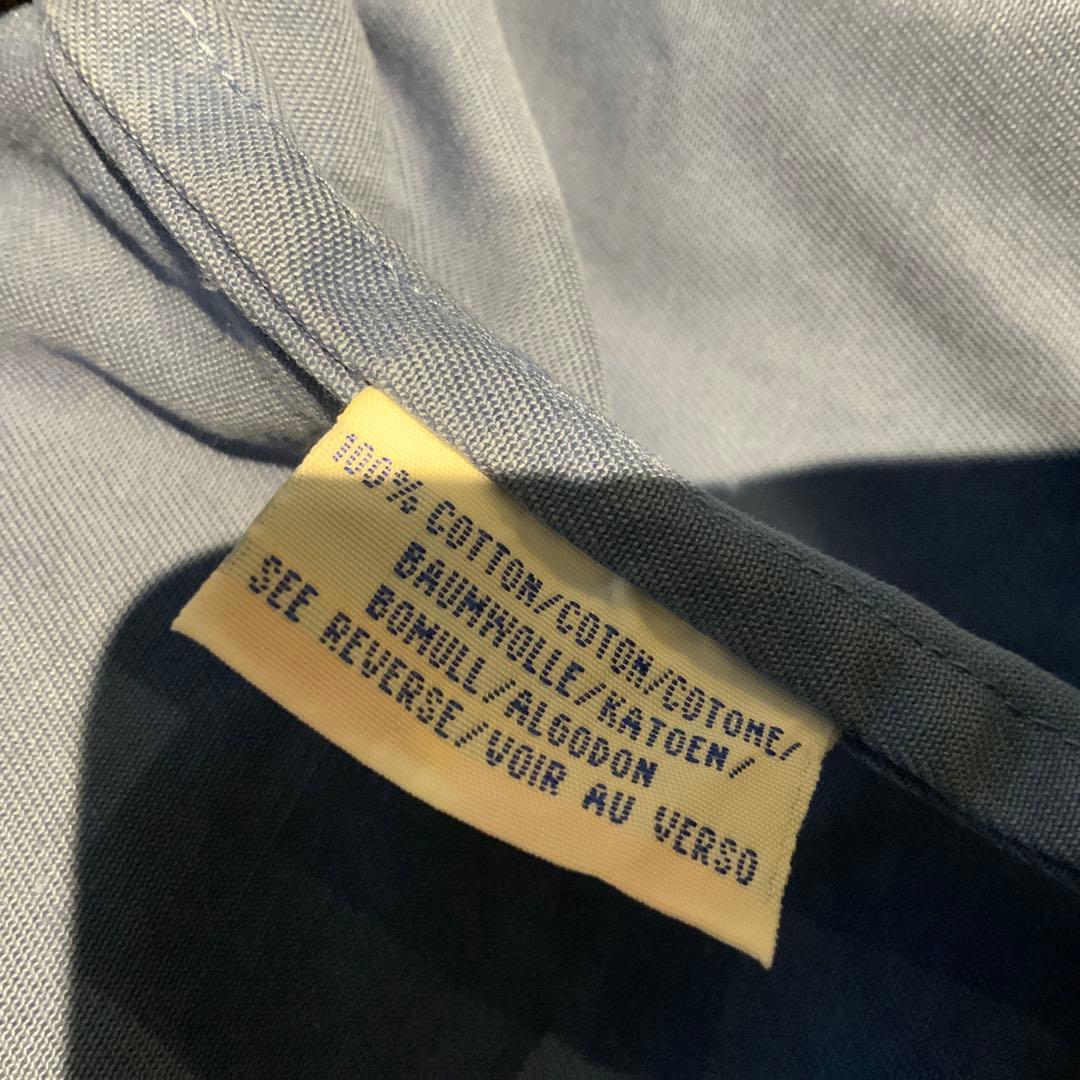 100% COTTON/COTON/COTONE/
BAUMWOLLE/KATOEN/
BOMULL/ALGODON
SEE REVERSE/VOIR AU VERSO